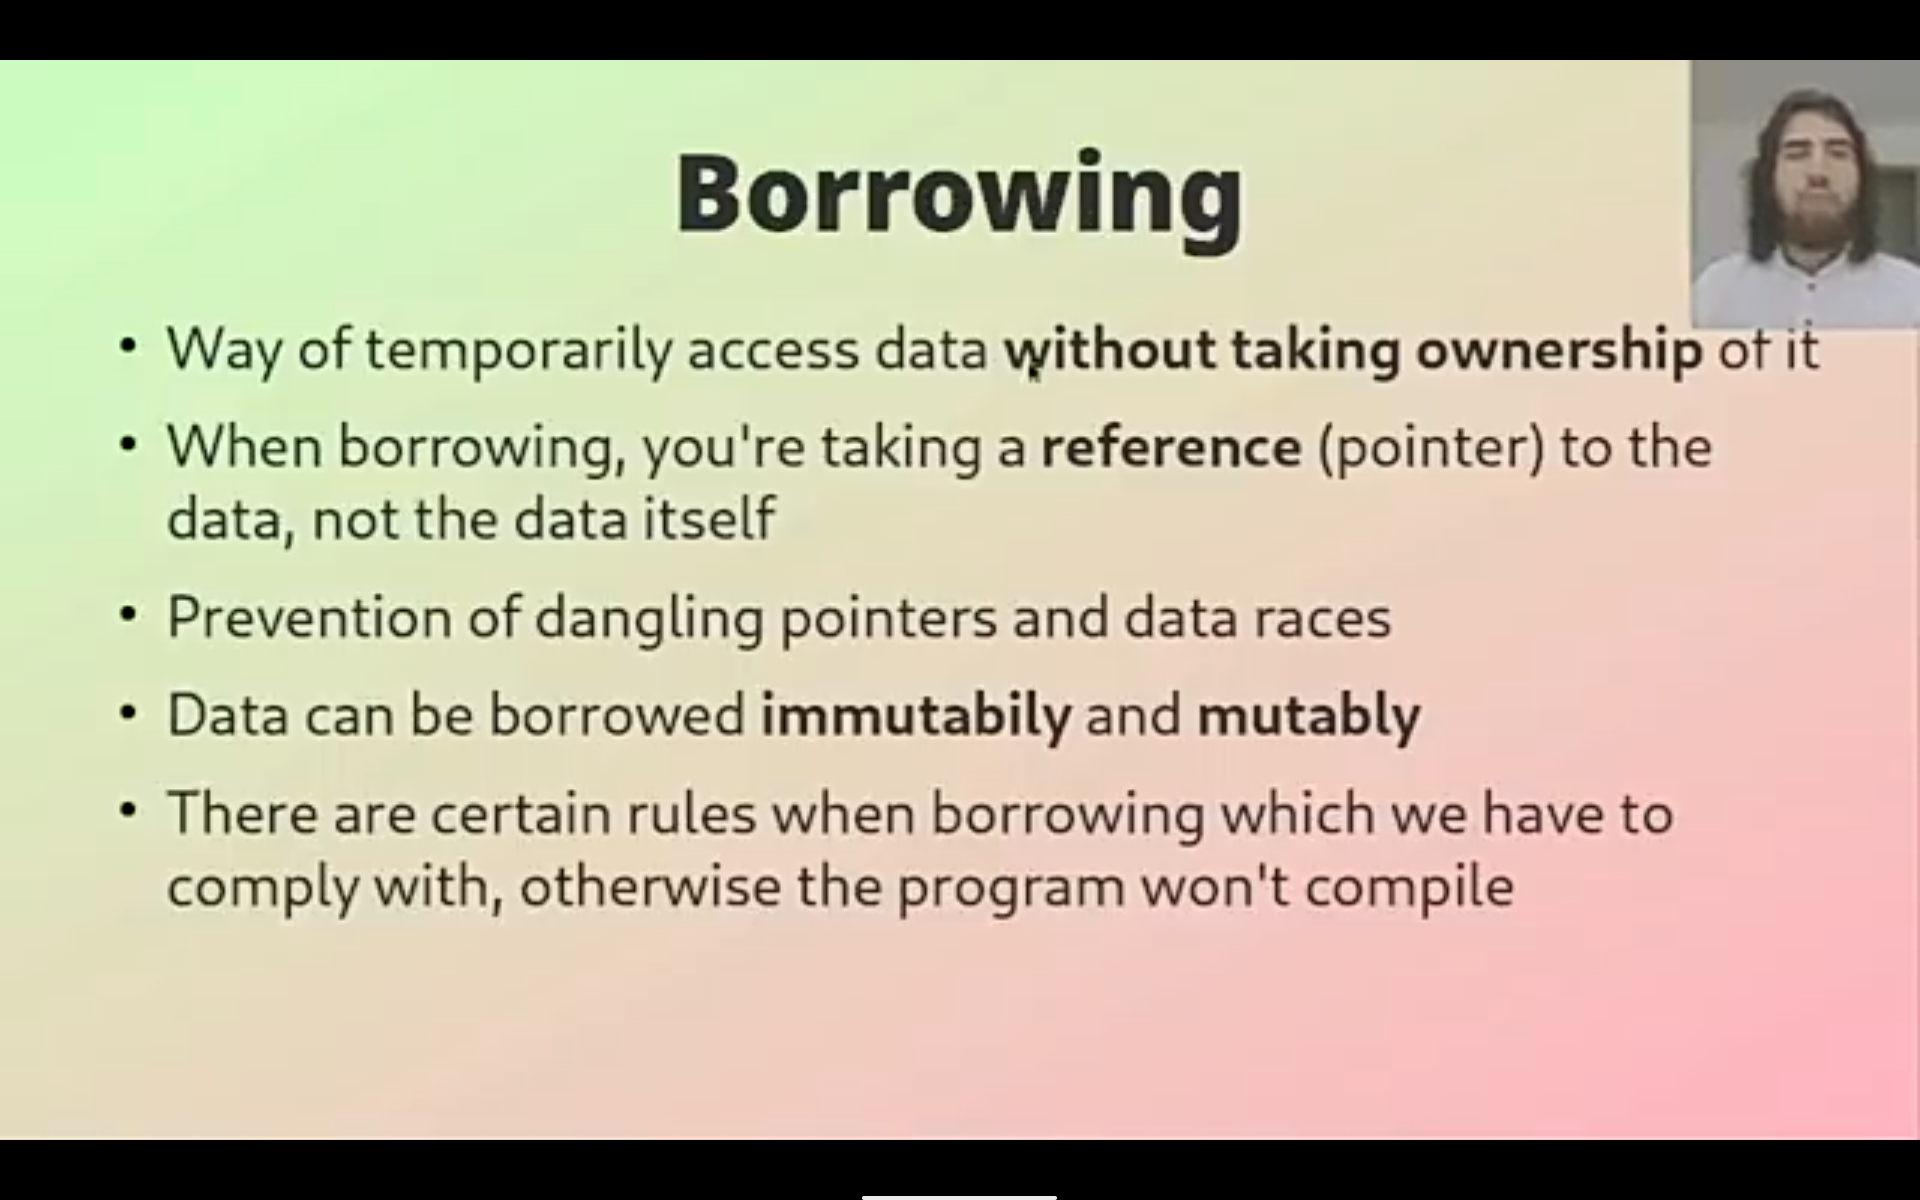 Borrowing
• Way of temporarily access data without taking ownership of it
• When borrowing, you're taking a reference (pointer) to the
data, not the data itself
• Prevention of dangling pointers and data races
• Data can be borrowed immutabily and mutably
• There are certain rules when borrowing which we have to
comply with, otherwise the program won't compile